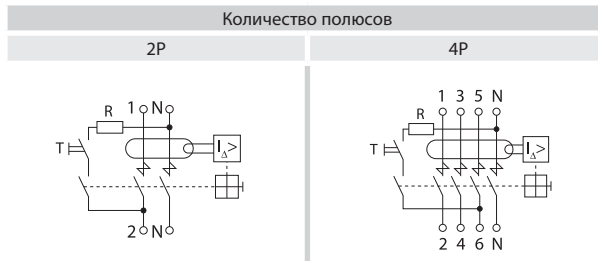 Количество полюсов
2P 4P
R 1 N
T I∆>
2 N
1 3 5 N
R
T I∆>
2 4 6 N